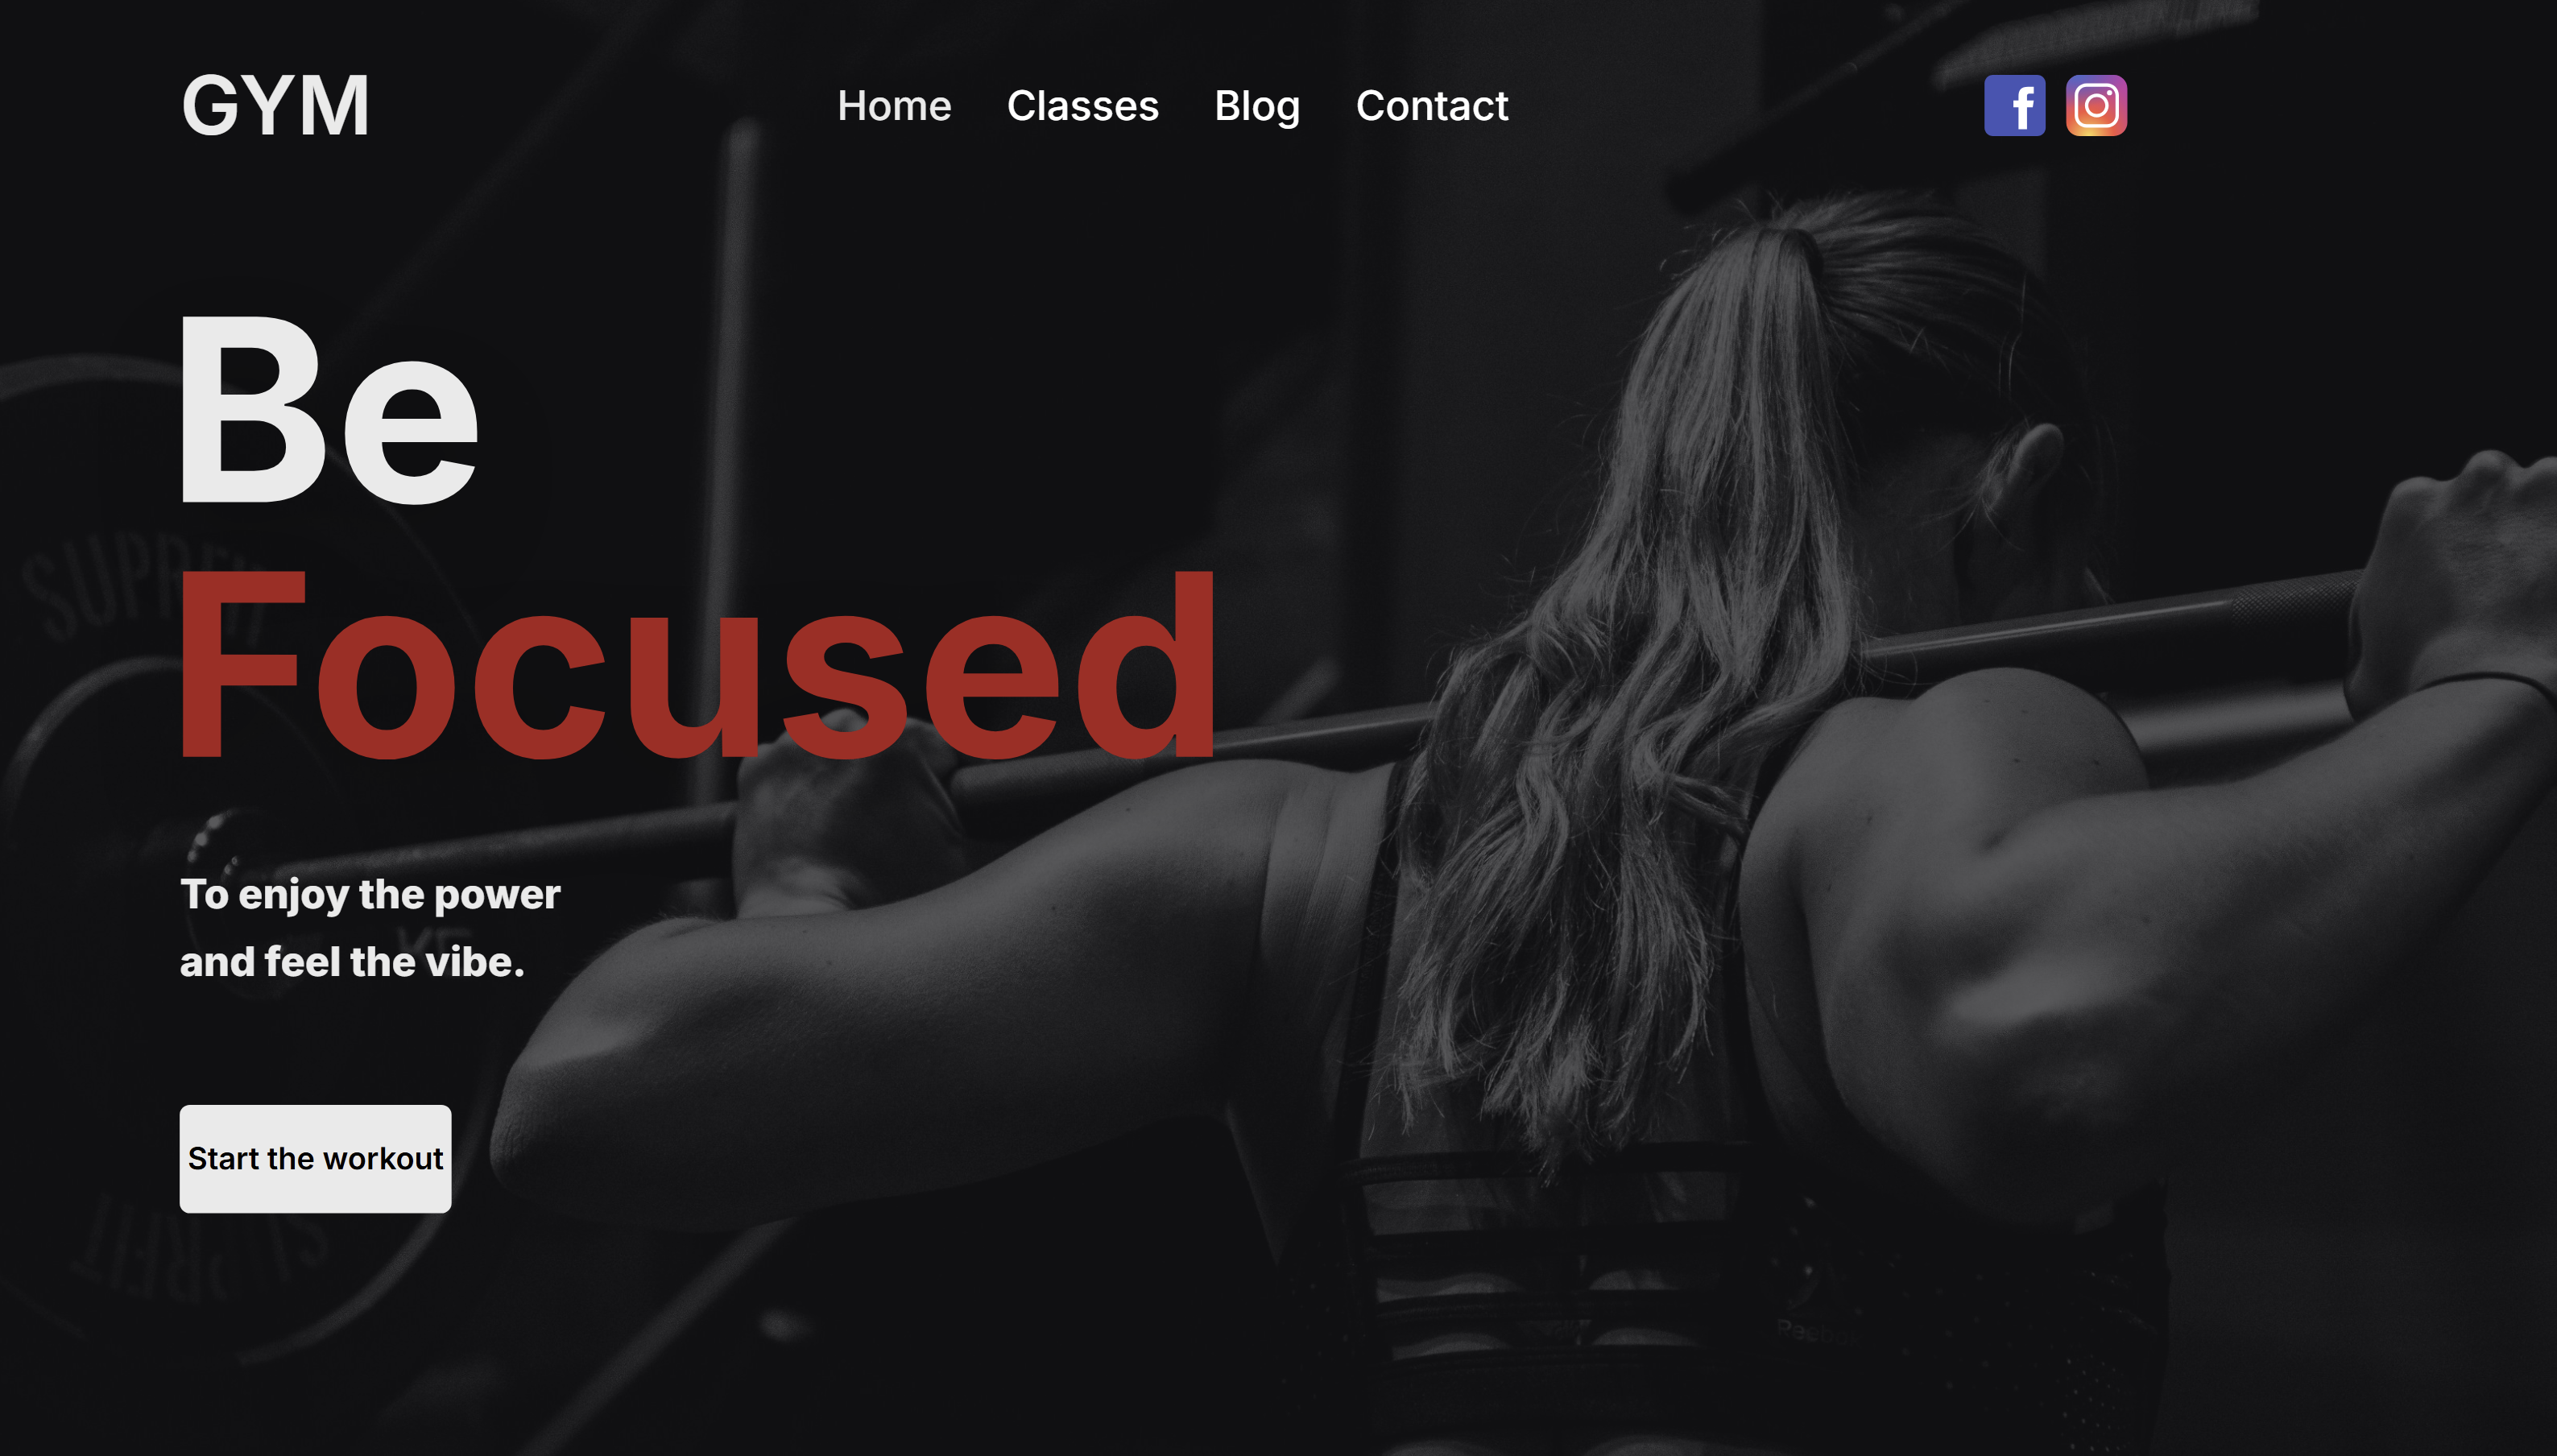 GYM
Home Classes Blog Contact
Be
Focused
To enjoy the power
and feel the vibe.
Start the workout